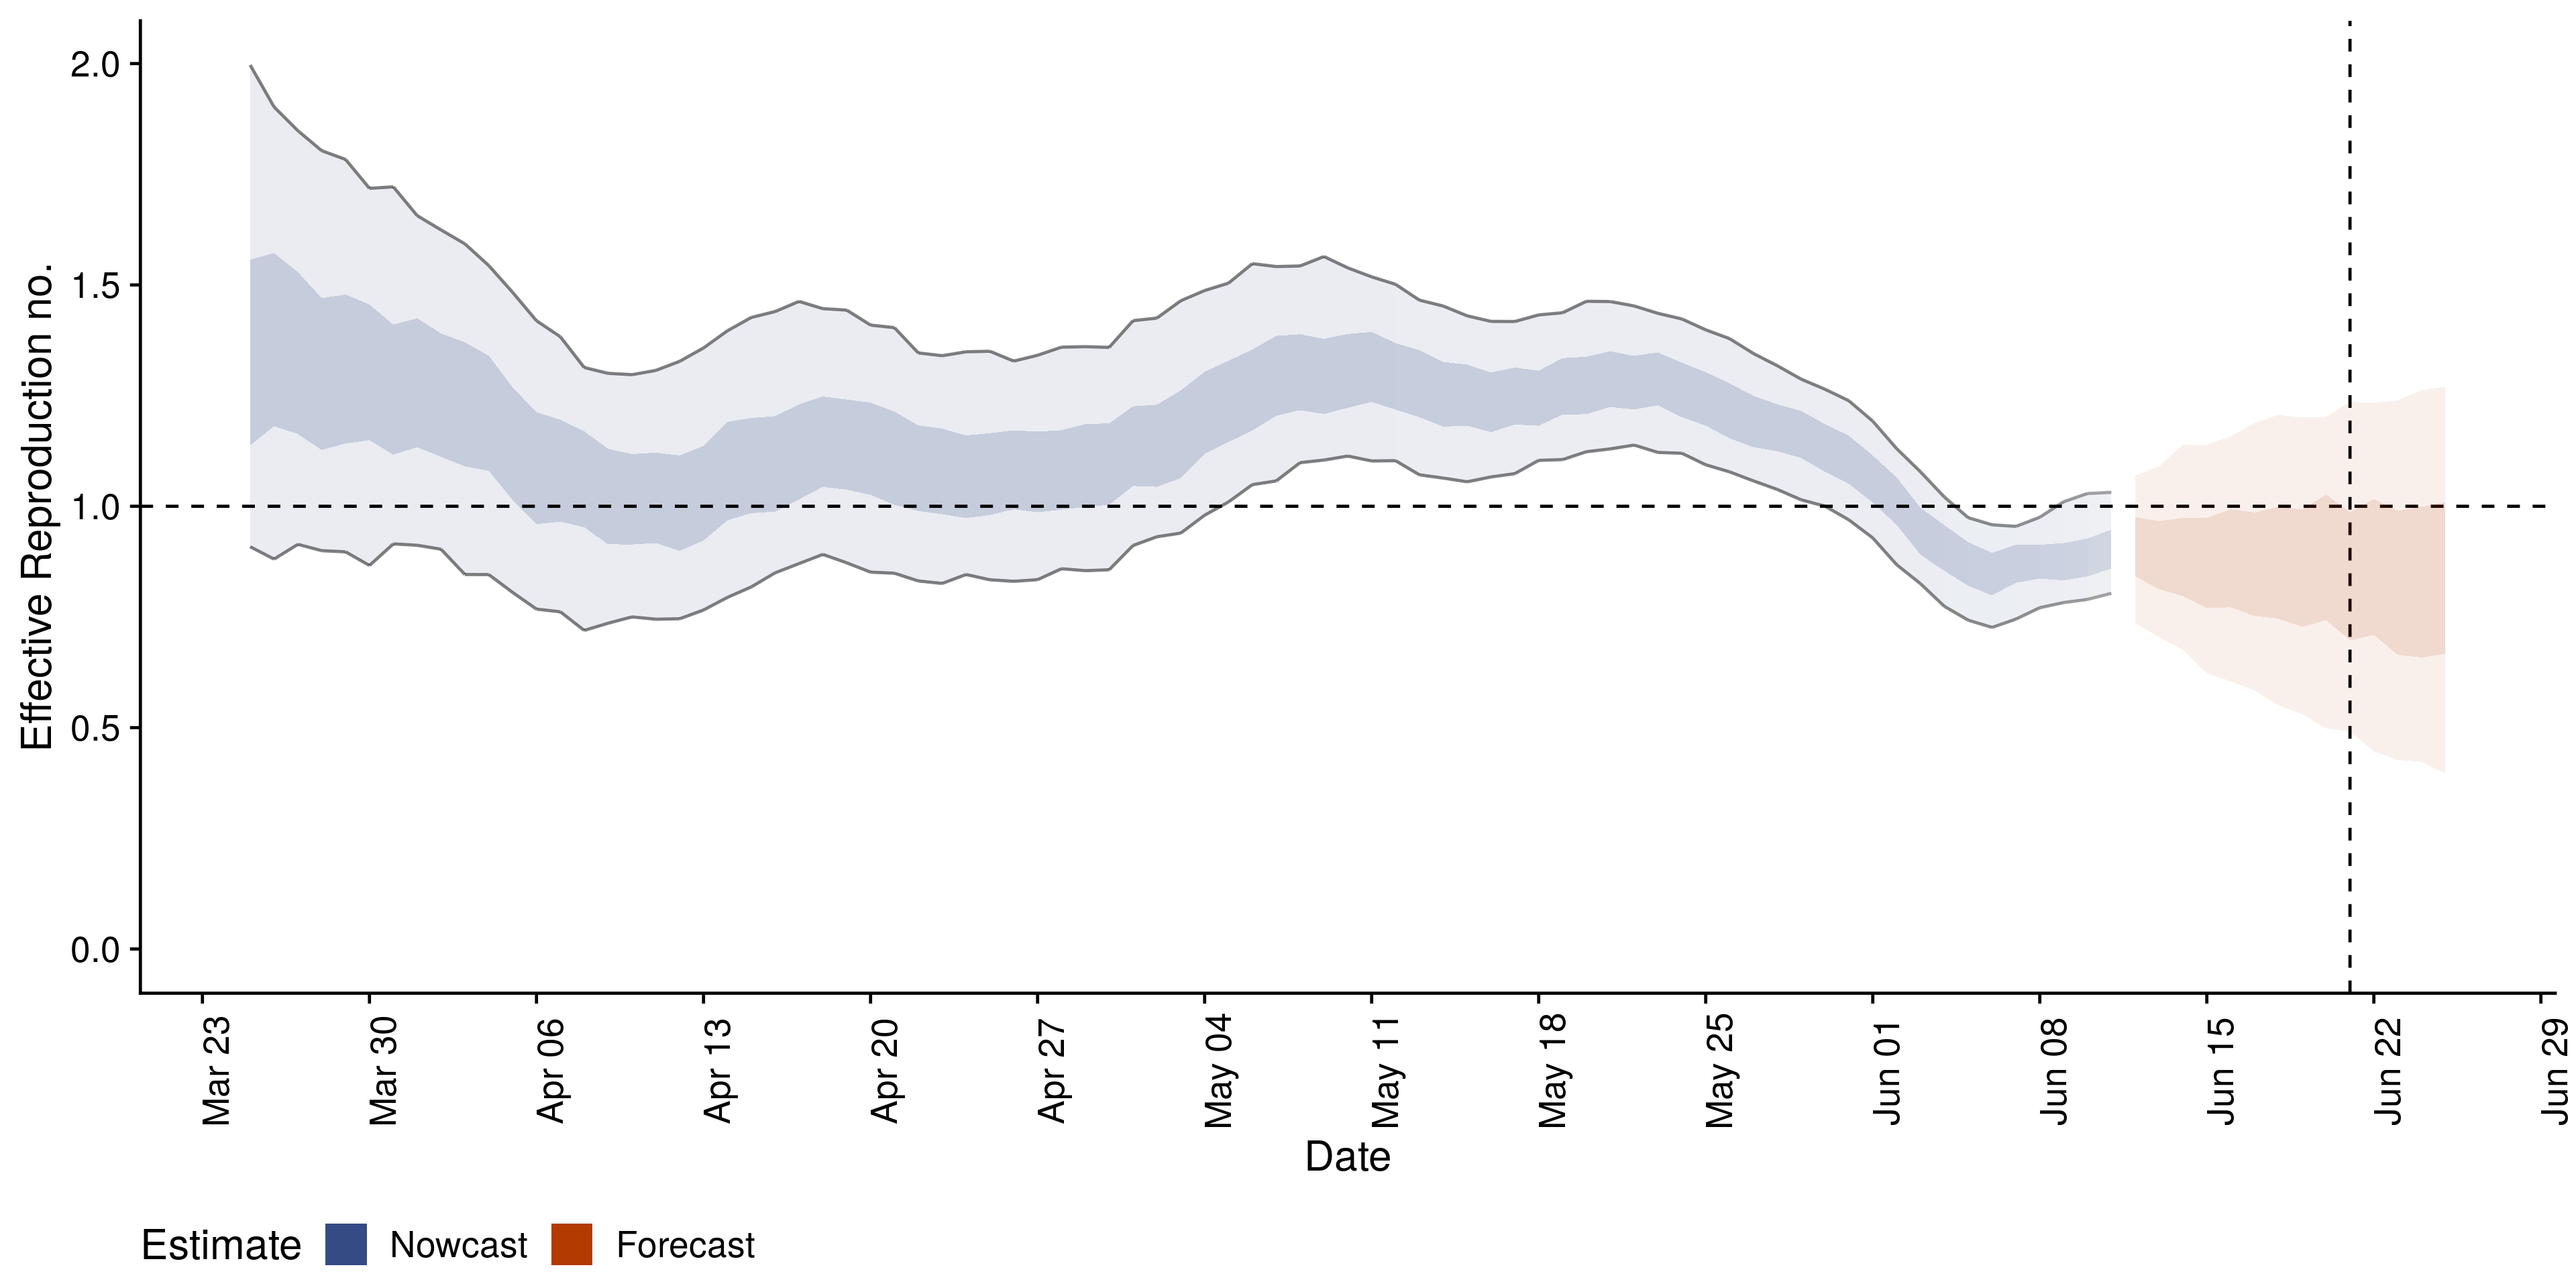 Effective Reproduction no.
2.0
1.5
1.0
0.5
0.0
Mar 23
Mar 30
Apr 06
Apr 13
Apr 20
Apr 27
May 04
May 11
May 18
May 25
Jun 01
Jun 08
Jun 15
Jun 22
Jun 29
Date
Estimate Nowcast Forecast